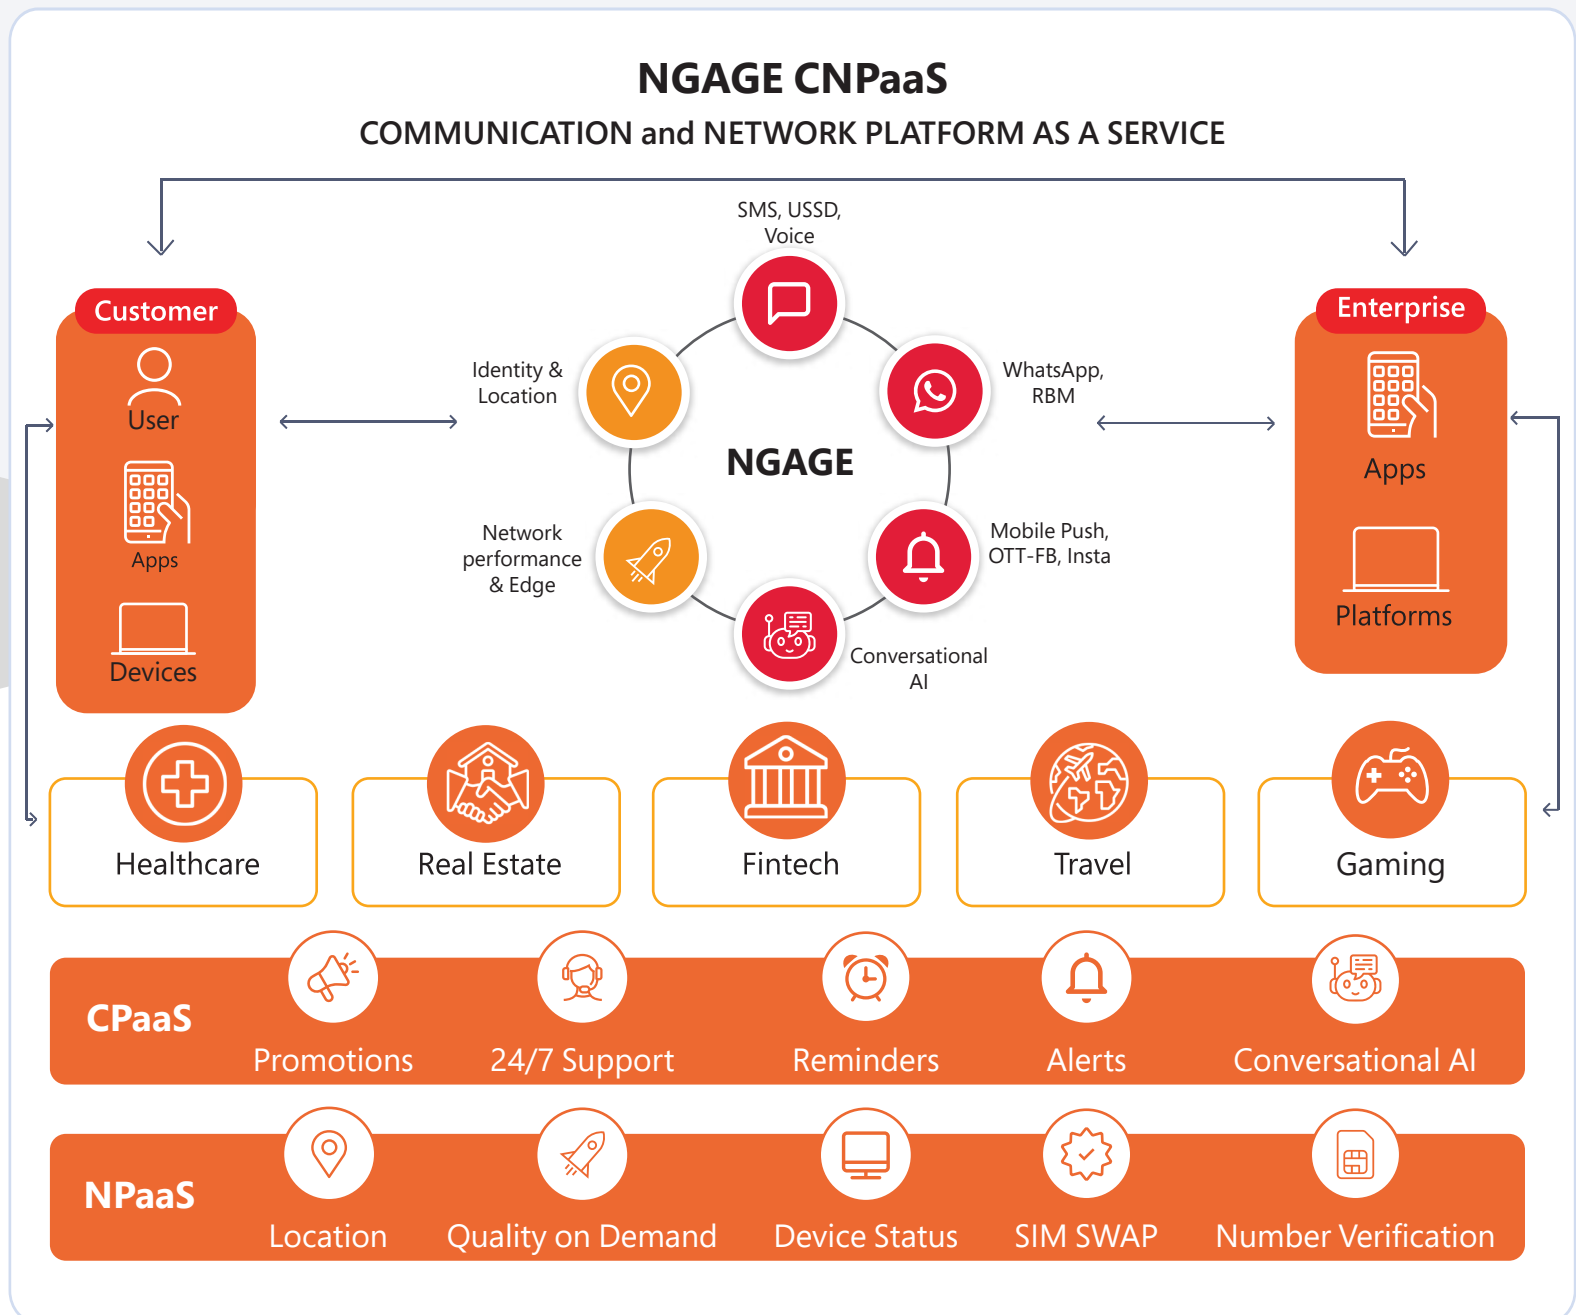 NGAGE CNPaaS
COMMUNICATION and NETWORK PLATFORM AS A SERVICE
SMS, USSD,
Voice
Customer
User
Apps
Devices
Identity &
Location
WhatsApp,
RBM
NGAGE
Network
performance
& Edge
Mobile Push,
OTT-FB, Insta
Conversational
AI
Enterprise
Apps
Platforms
Healthcare
Real Estate
Fintech
Travel
Gaming
CPaaS
Promotions
24/7 Support
Reminders
Alerts
Conversational AI
NPaaS
Location
Quality on Demand
Device Status
SIM SWAP
Number Verification